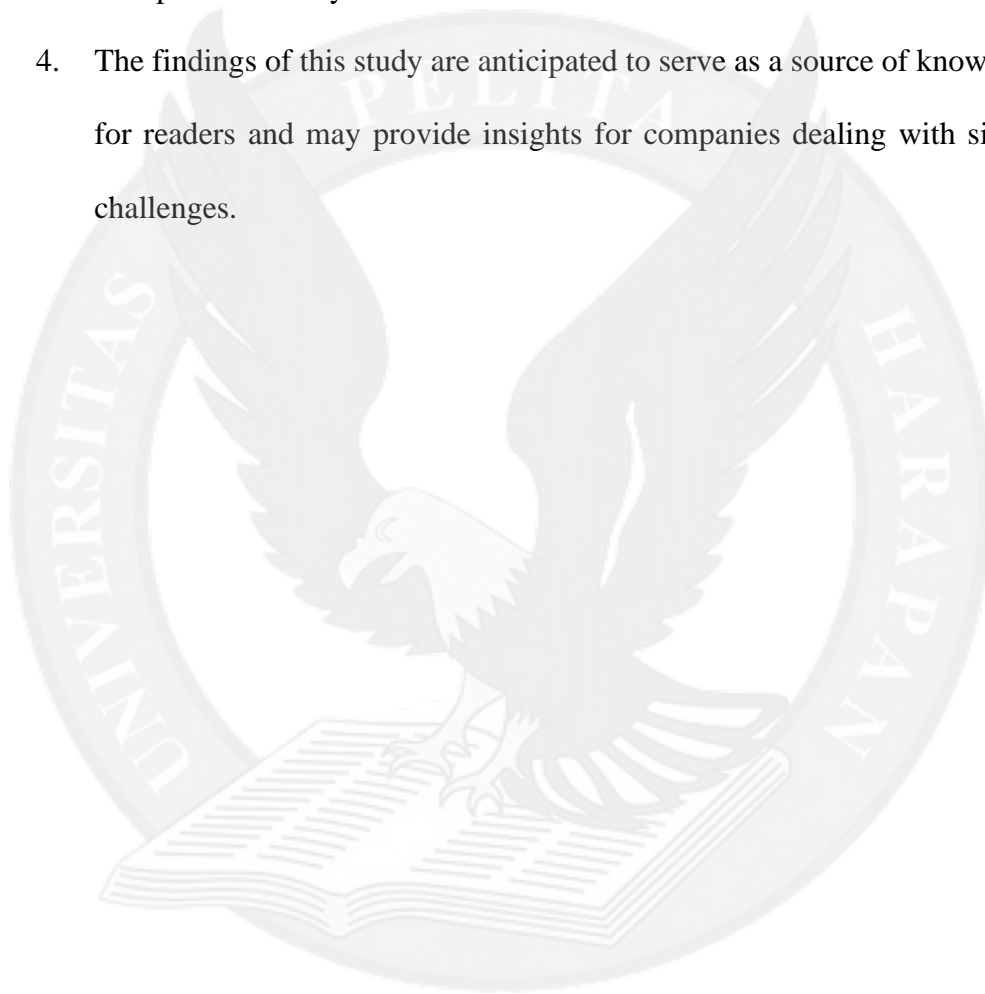 4. The findings of this study are anticipated to serve as a source of know
for readers and may provide insights for companies dealing with si
challenges.
UNIVERSITAS PELITA HARAPAN